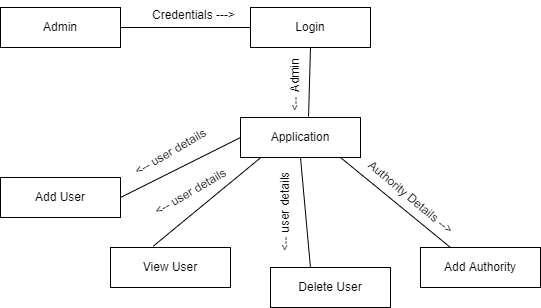 Admin
Credentials --->
Login
<-- Admin
Application
<-- user details
<-- user details
<-- user details
Authority Details -->
Add User
View User
Delete User
Add Authority